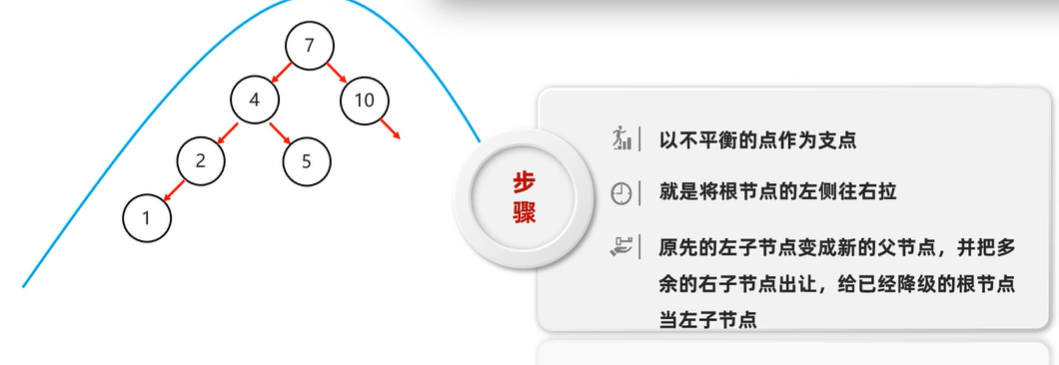 7
4
10
2
5
1
步
骤
以不平衡的点作为支点
就是将根节点的左侧往右拉
原先的左子节点变成新的父节点，并把多
余的右子节点出让，给已经降级的根节点
当左子节点